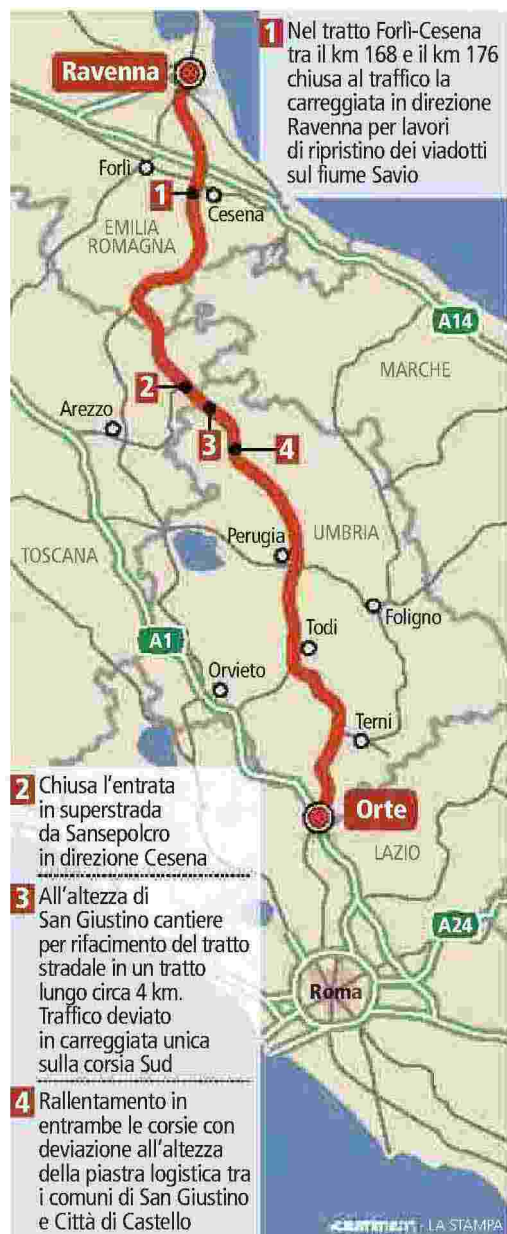 1 Nel tratto Forlì-Cesena
tra il km 168 e il km 176
chiusa al traffico la
carreggiata in direzione
Ravenna per lavori
di ripristino dei viadotti
sul fiume Savio
Ravenna
Forlì
1
Cesena
EMILIA
ROMAGNA
A14
MARCHE
2
Arezzo
3
4
Perugia
UMBRIA
TOSCANA
Foligno
Todi
A1
Orvieto
Terni
2 Chiusa l'entrata
in superstrada
da Sansepolcro
in direzione Cesena
Orte
LAZIO
3 All'altezza di
San Giustino cantiere
per rifacimento del tratto
stradale in un tratto
lungo circa 4 km.
Traffico deviato
in carreggiata unica
sulla corsia Sud
A24
Roma
4 Rallentamento in
entrambe le corsie con
deviazione all'altezza
della piastra logistica tra
i comuni di San Giustino
e Città di Castello
- LA STAMPA